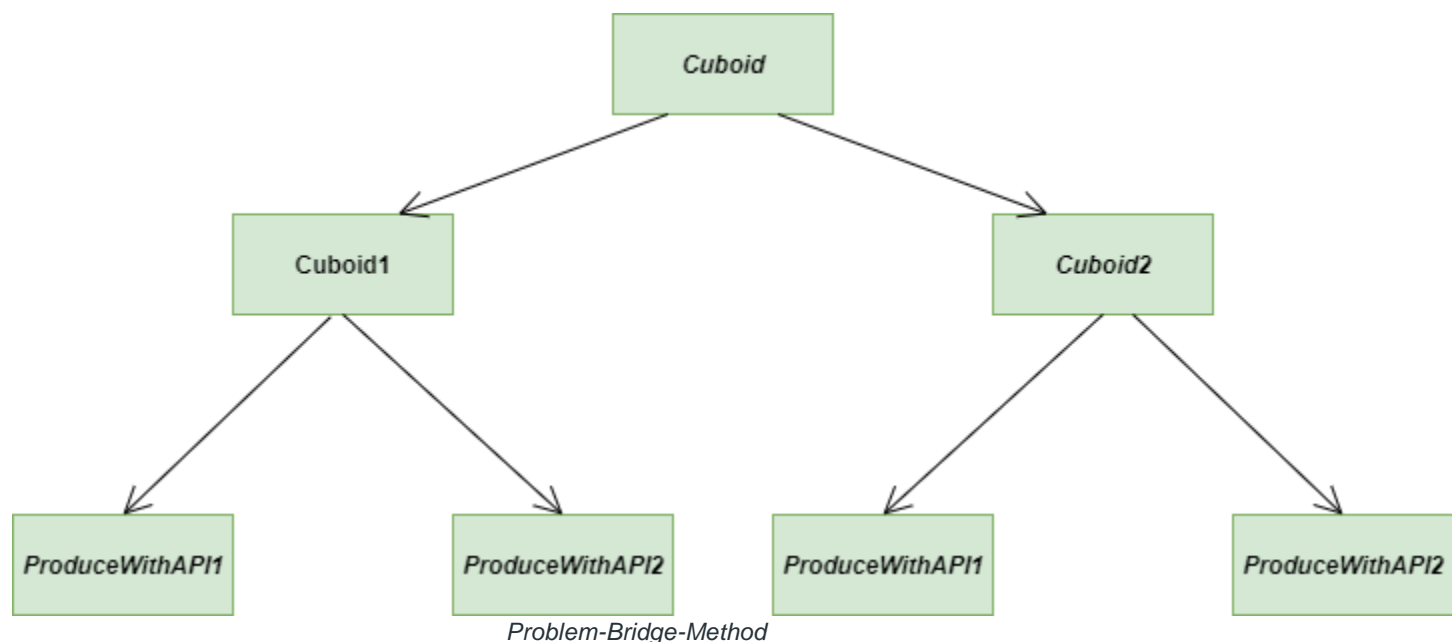 Cuboid
Cuboid1
Cuboid2
ProduceWithAPI1
ProduceWithAPI2
ProduceWithAPI1
ProduceWithAPI2
Problem-Bridge-Method